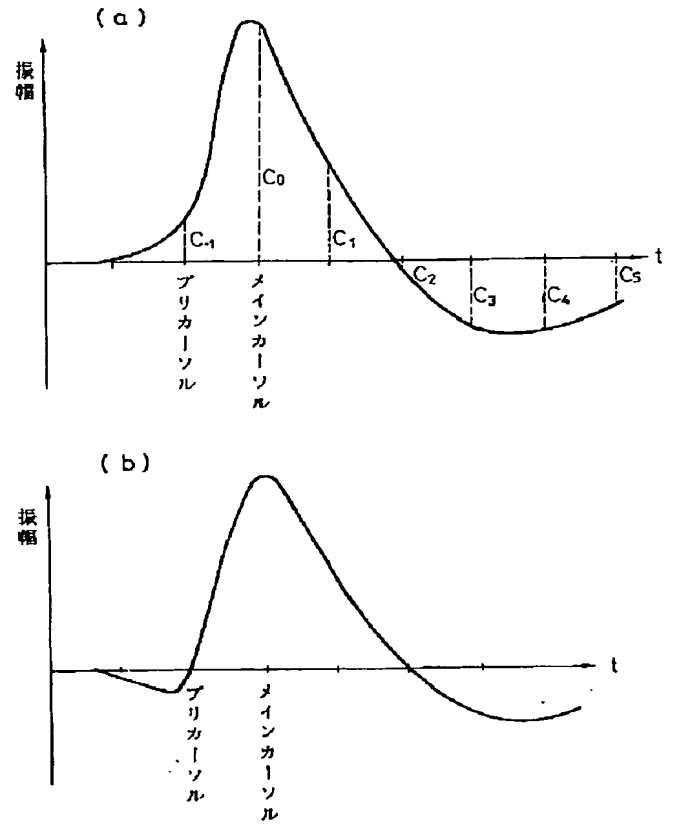 (a)
振幅
C₋₁
C₀
C₁
C₂
C₃
C₄
C₅
t
プリカーソル
メインカーソル
(b)
振幅
t
プリカーソル
メインカーソル